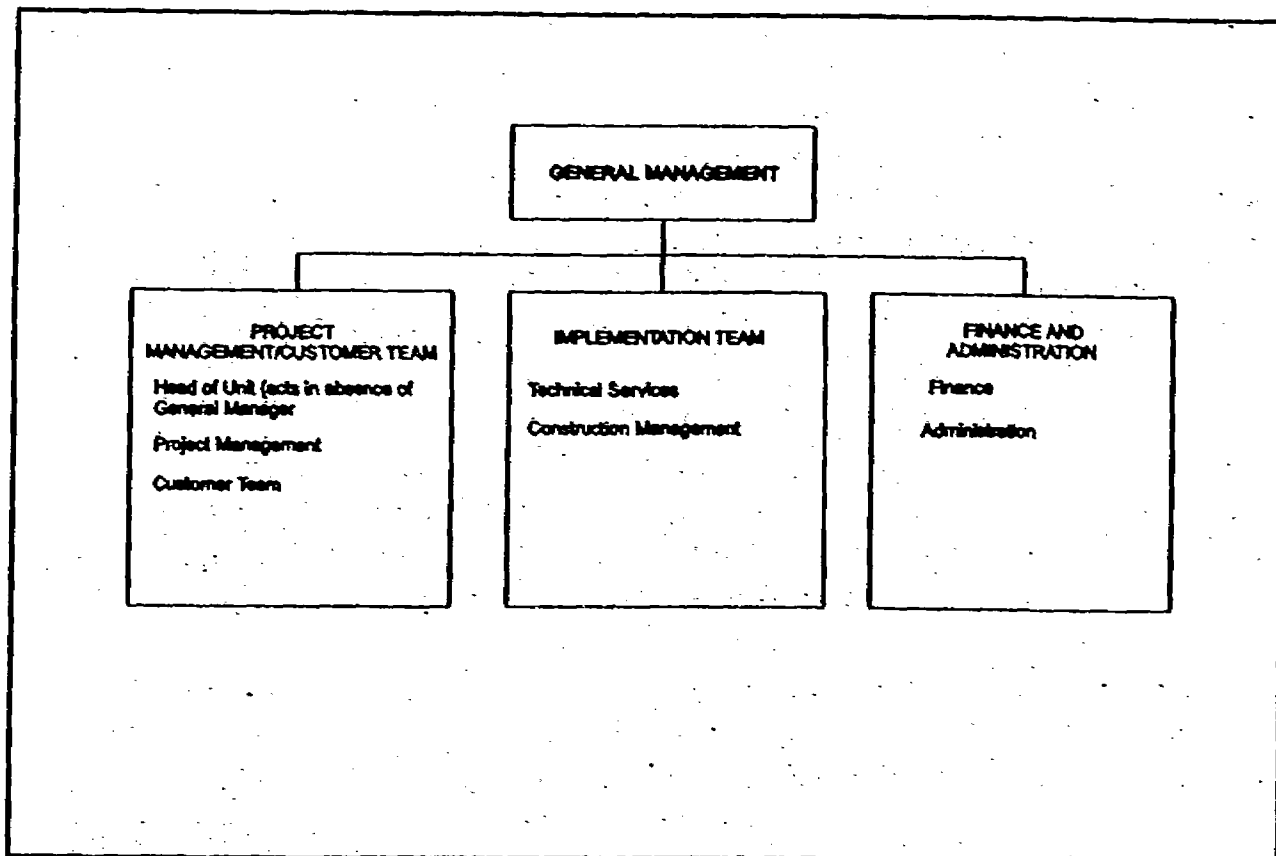 GENERAL MANAGEMENT
PROJECT
MANAGEMENT/CUSTOMER TEAM
Head of Unit (acts in absence of
General Manager
Project Management
Customer Team
IMPLEMENTATION TEAM
Technical Services
Construction Management
FINANCE AND
ADMINISTRATION
Finance
Administration